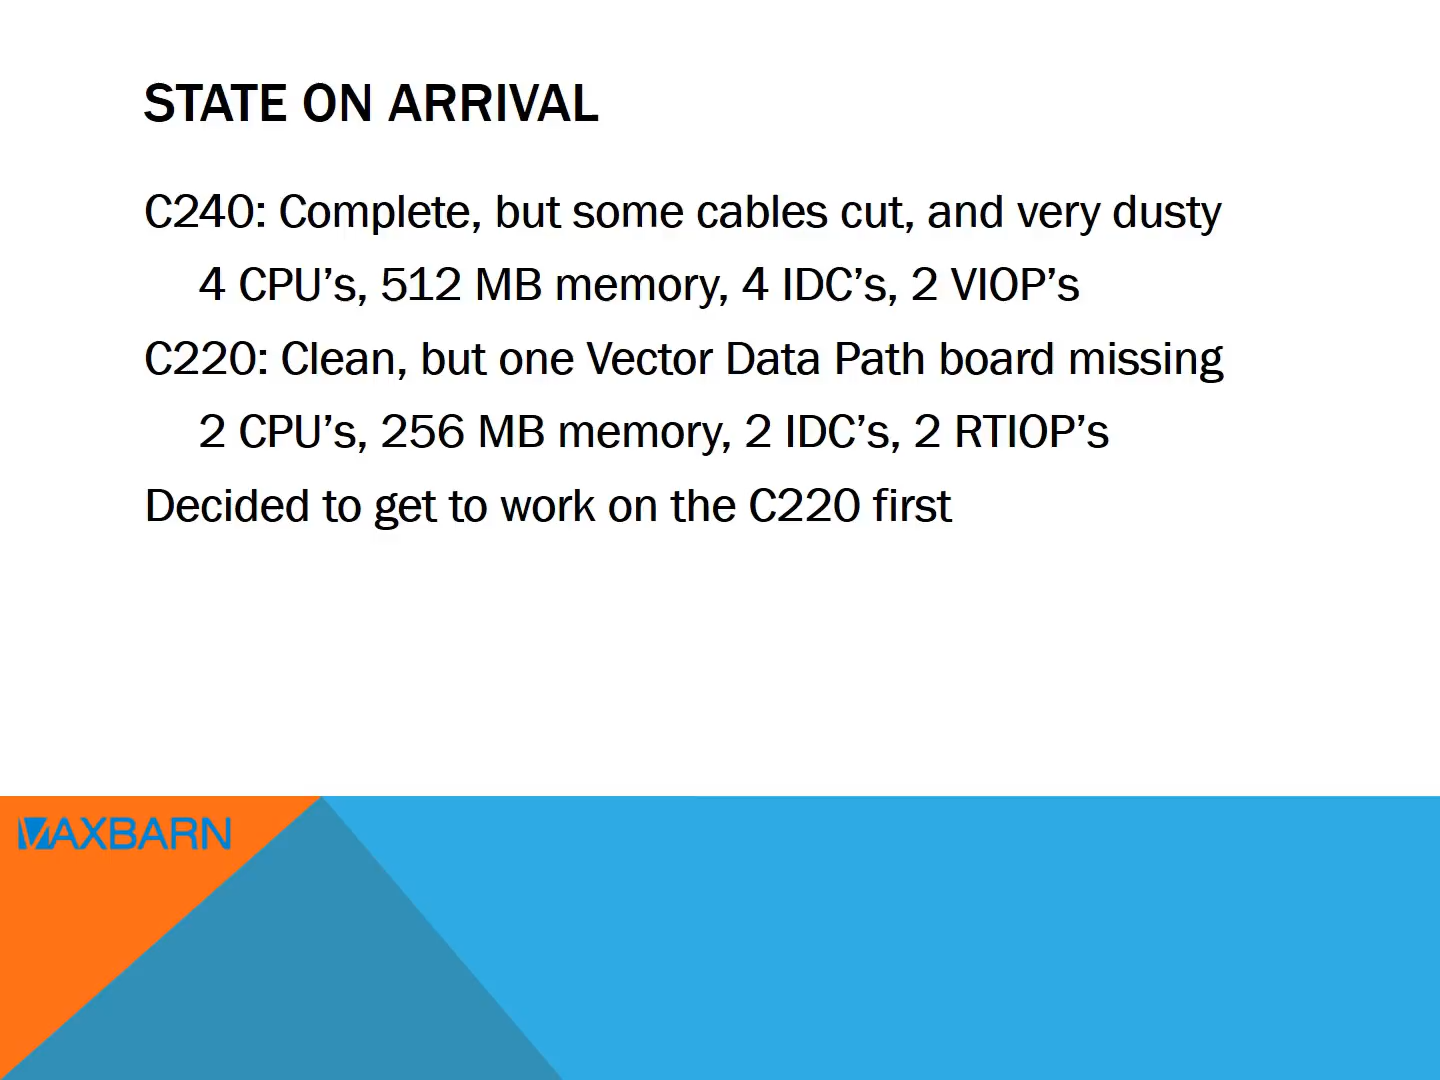 STATE ON ARRIVAL
C240: Complete, but some cables cut, and very dusty
4 CPU’s, 512 MB memory, 4 IDC’s, 2 VIOP’s
C220: Clean, but one Vector Data Path board missing
2 CPU’s, 256 MB memory, 2 IDC’s, 2 RTIOP’s
Decided to get to work on the C220 first
VAXBARN